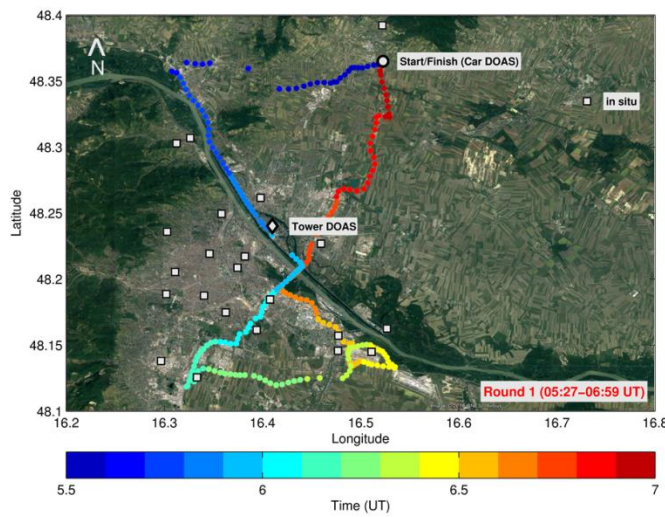 48.4
48.35
48.3
48.25
48.2
48.15
48.1
Latitude
N
Start/Finish (Car DOAS)
in situ
Tower DOAS
Round 1 (05:27−06:59 UT)
16.2
16.3
16.4
16.5
16.6
16.7
16.8
Longitude
5.5
6
6.5
7
Time (UT)